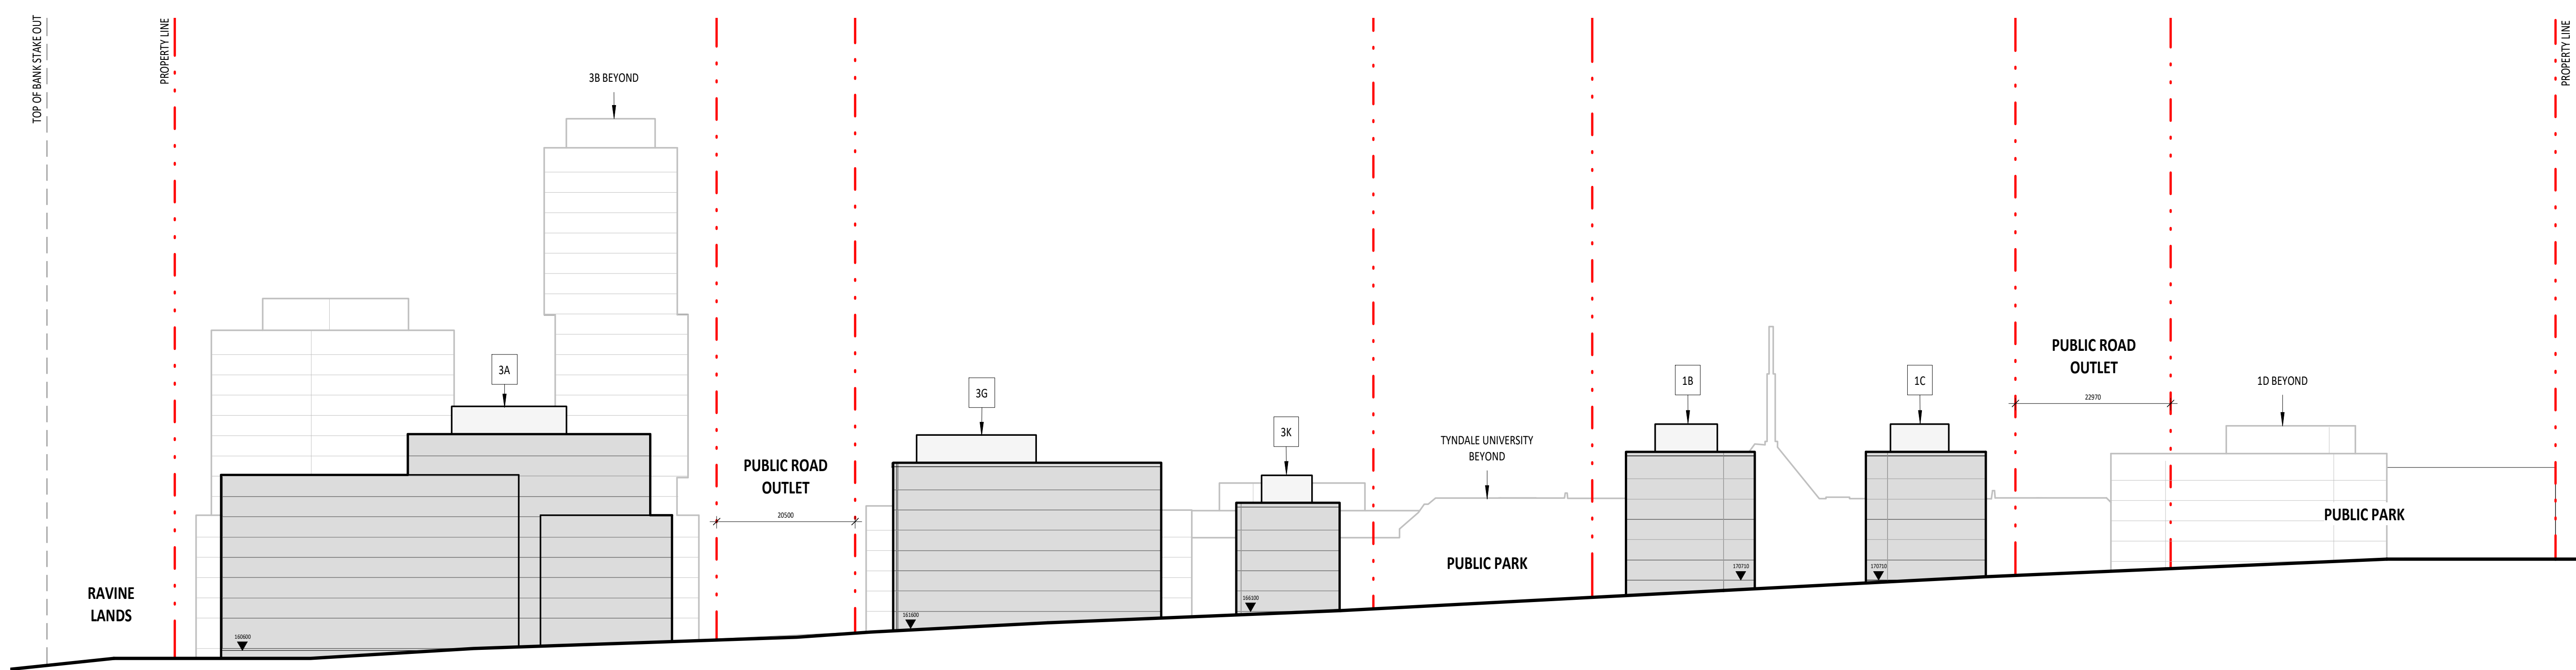 TOP OF BANK STAKE OUT
PROPERTY LINE
3B BEYOND
PROPERTY LINE
3A
3G
3K
TYNDALE UNIVERSITY
BEYOND
1B
1C
PUBLIC ROAD
OUTLET
22970
1D BEYOND
PUBLIC ROAD
OUTLET
20500
PUBLIC PARK
PUBLIC PARK
RAVINE
LANDS
160600
161600
166100
170710
170710